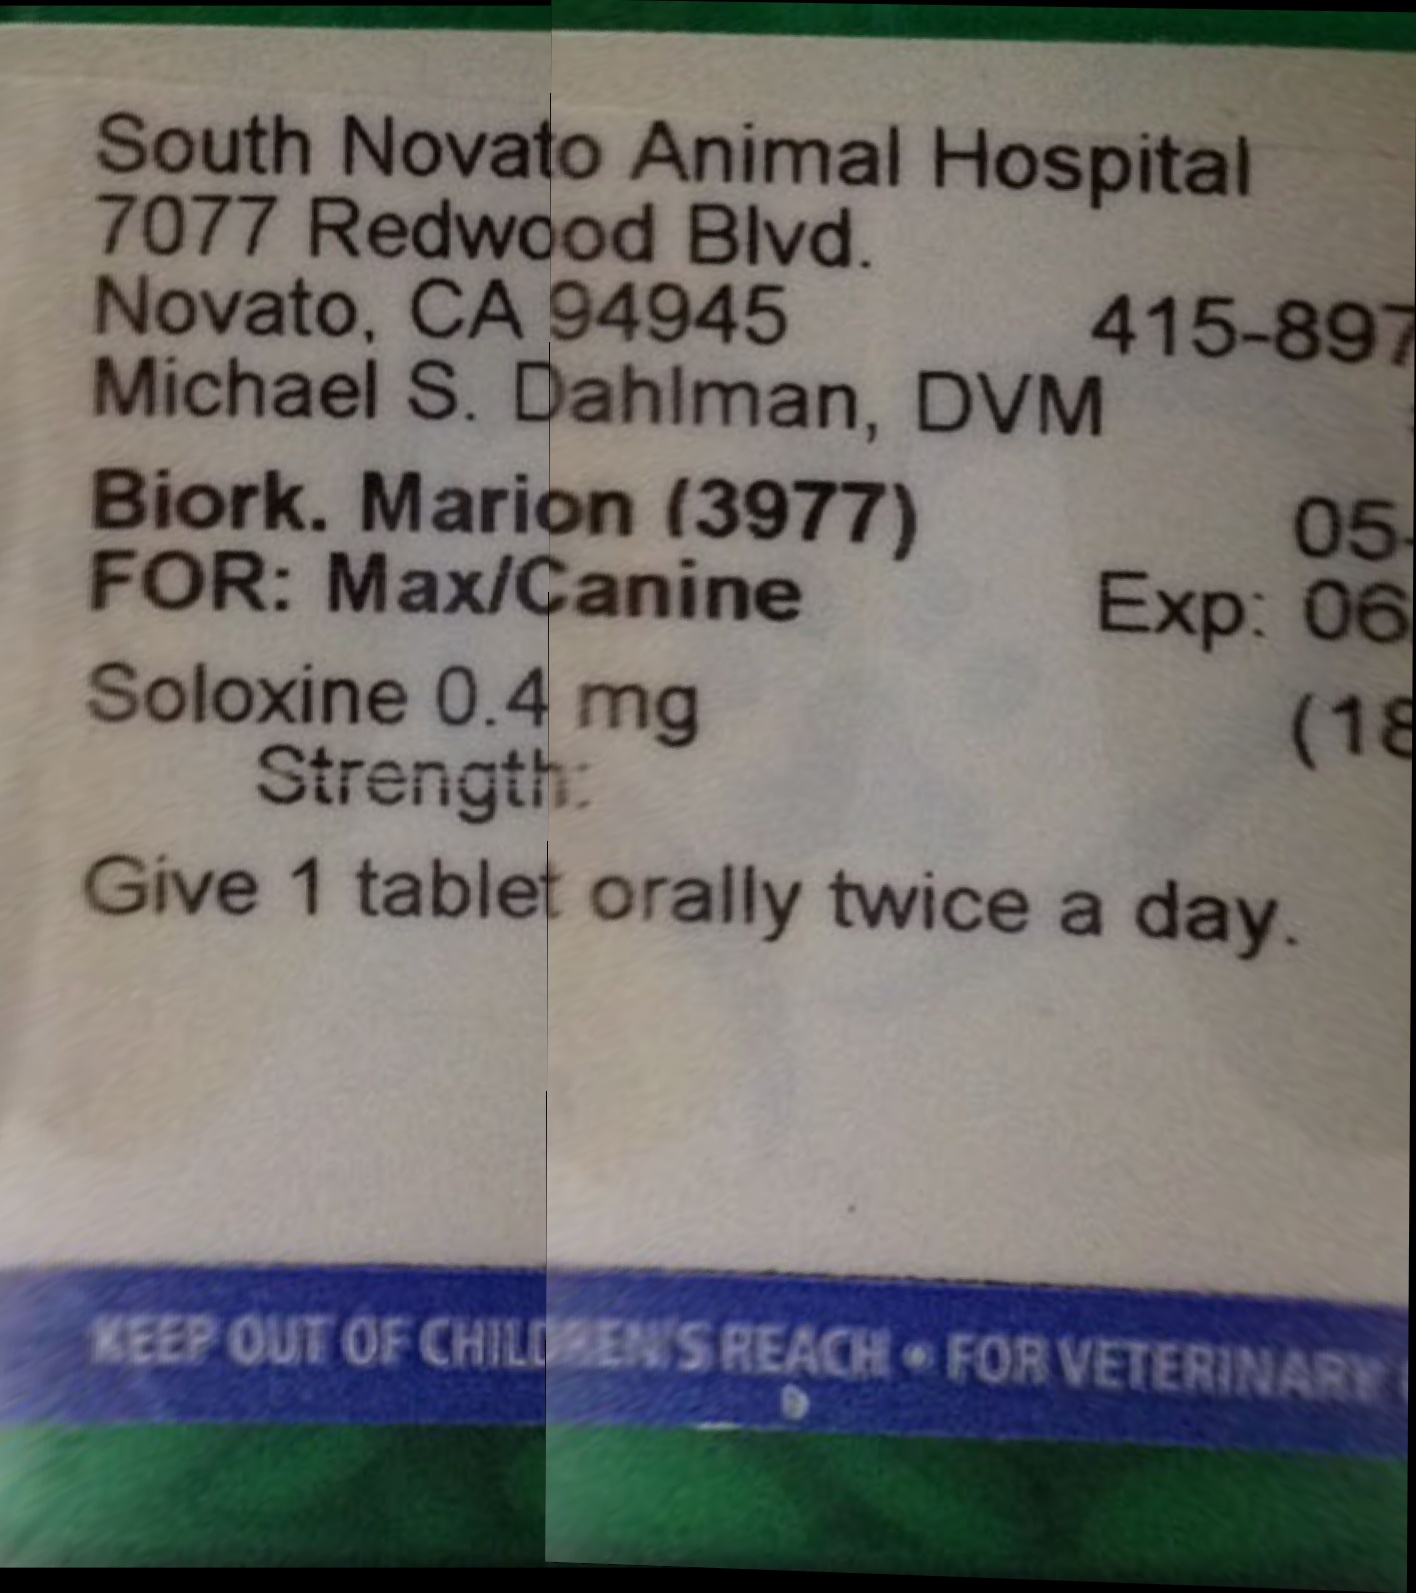 South Novato Animal Hospital
7077 Redwood Blvd.
Novato, CA 94945 415-897
Michael S. Dahlman, DVM
Biork. Marion (3977) 05-
FOR: Max/Canine Exp: 06
Soloxine 0.4 mg (18
Strength:
Give 1 tablet orally twice a day.
KEEP OUT OF CHILDREN'S REACH • FOR VETERINARY